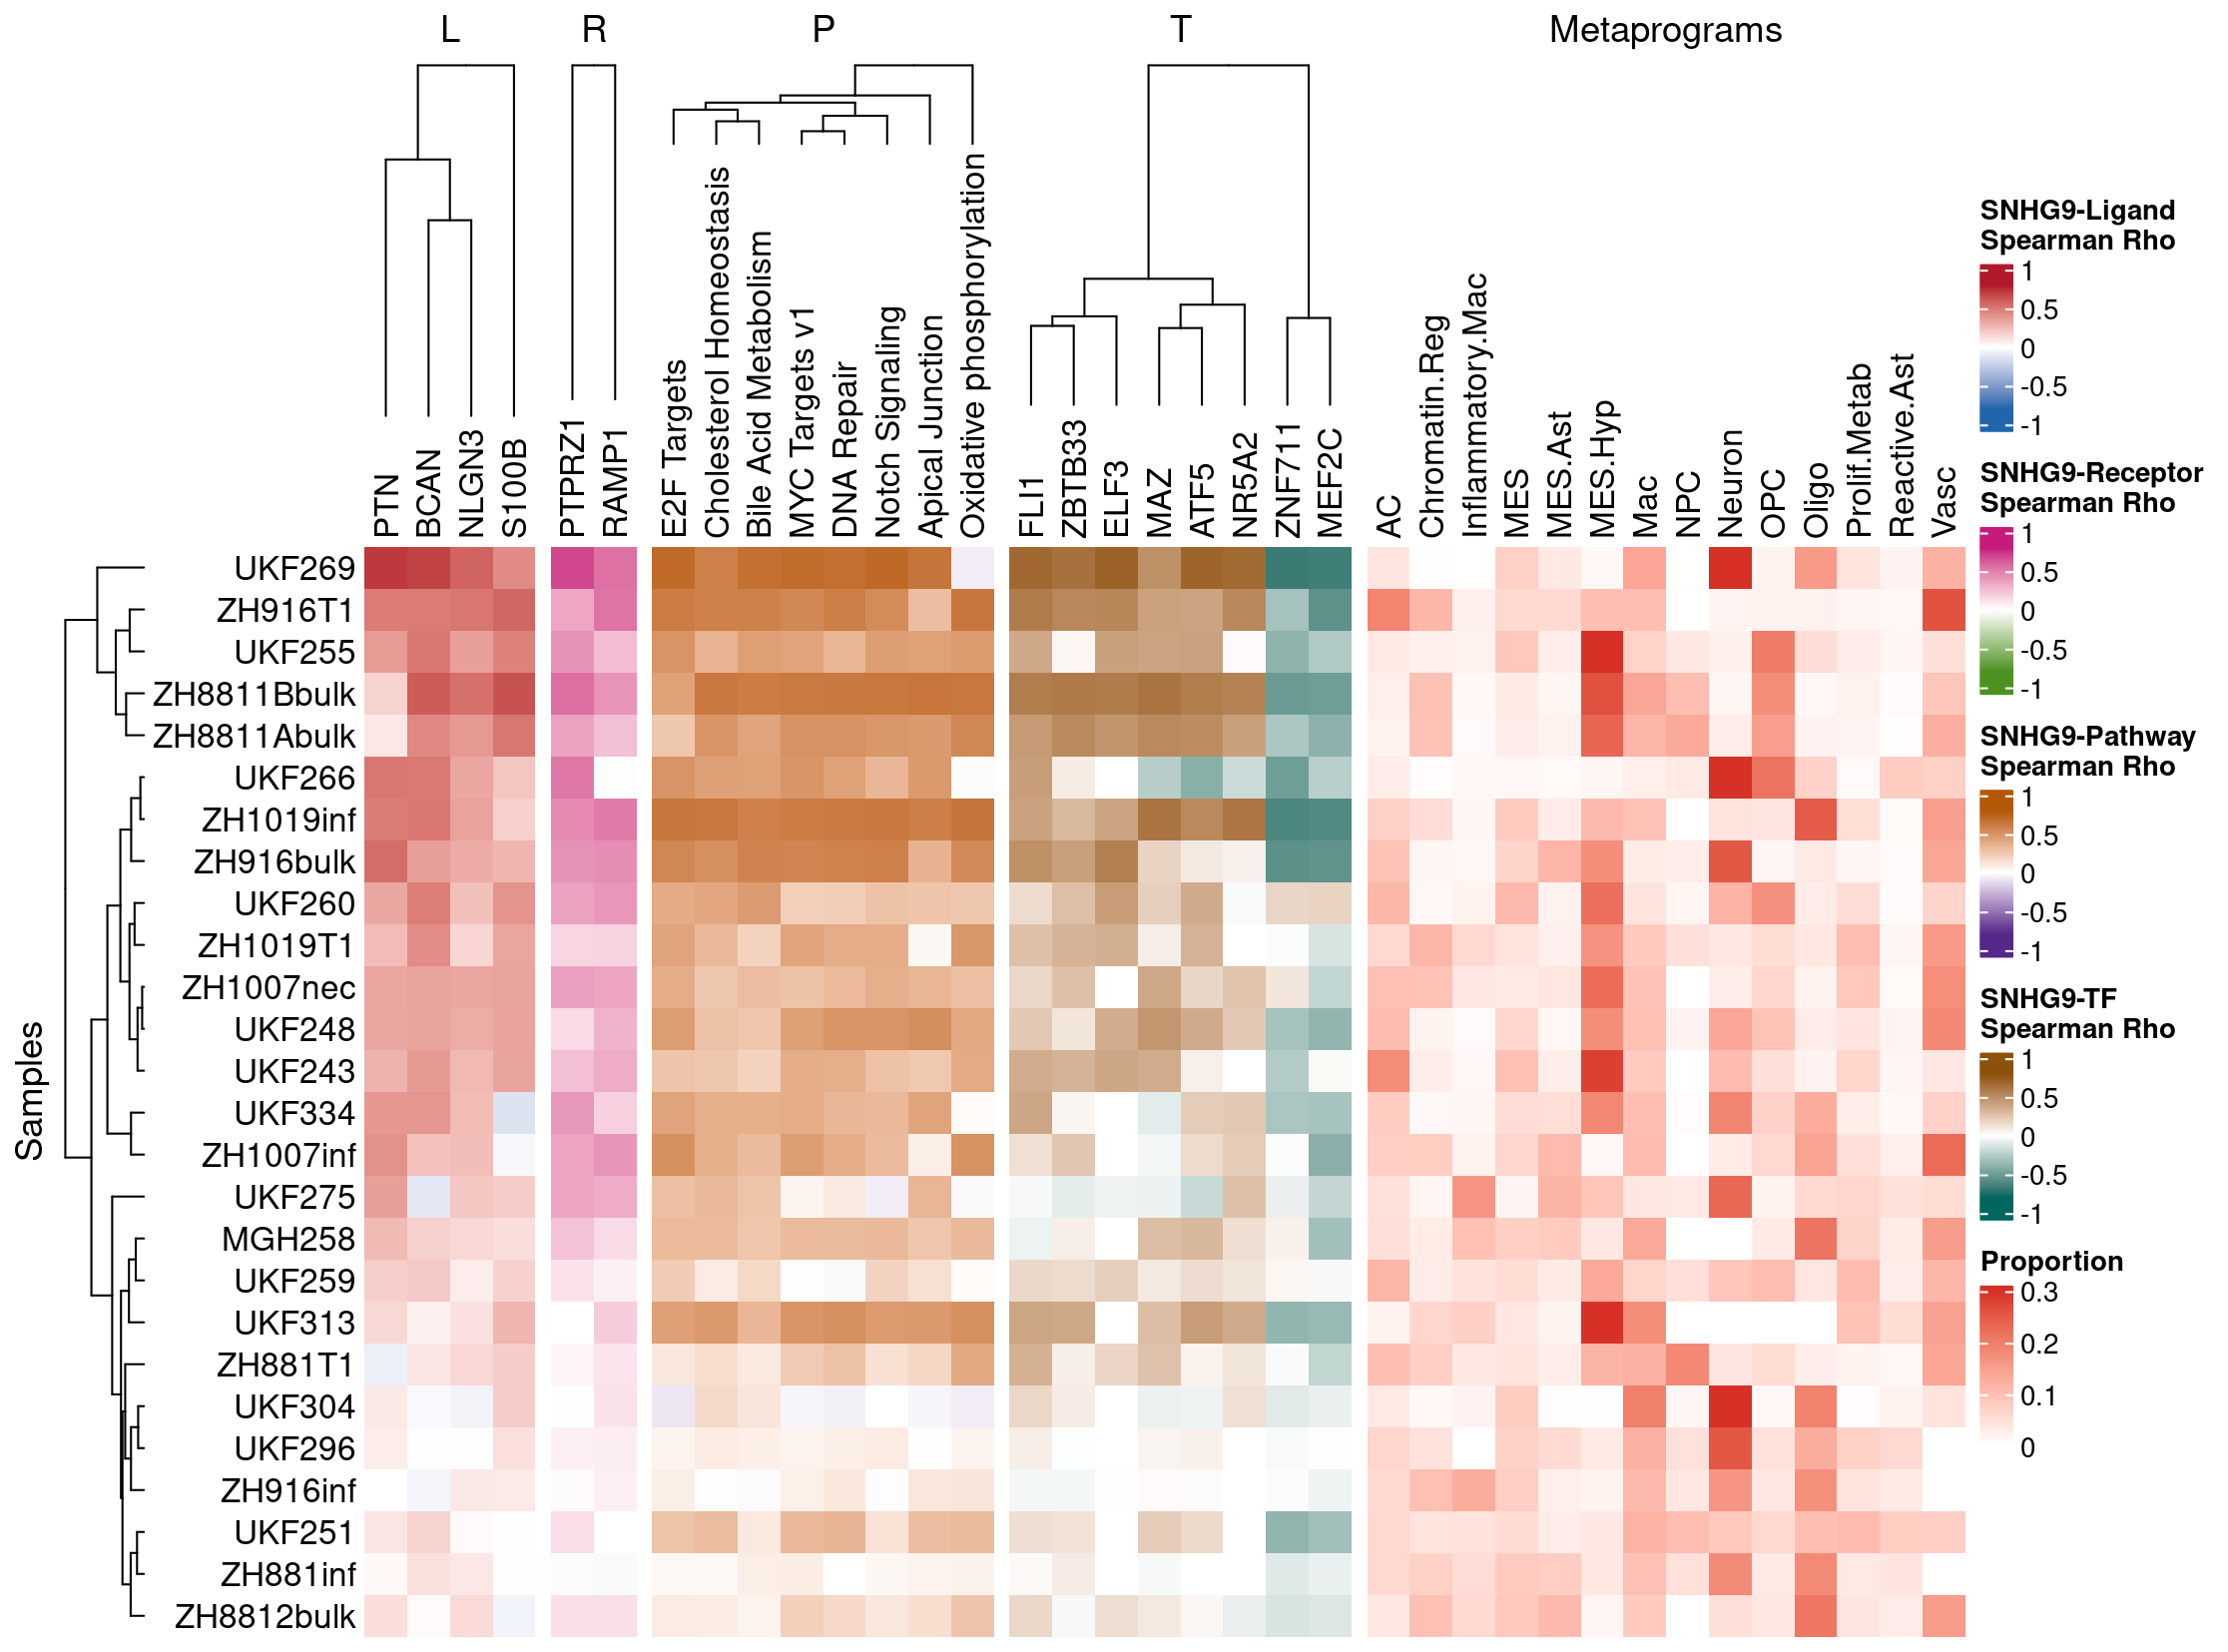 L
R
P
T
Metaprograms
PTN
BCAN
NLGN3
S100B
PTPRZ1
RAMP1
E2F Targets
Cholesterol Homeostasis
Bile Acid Metabolism
MYC Targets v1
DNA Repair
Notch Signaling
Apical Junction
Oxidative phosphorylation
FLI1
ZBTB33
ELF3
MAZ
ATF5
NR5A2
ZNF711
MEF2C
AC
Chromatin.Reg
Inflammatory.Mac
MES
MES.Ast
MES.Hyp
Mac
NPC
Neuron
OPC
Oligo
Prolif.Metab
Reactive.Ast
Vasc
Samples
UKF269
ZH916T1
UKF255
ZH8811Bbulk
ZH8811Abulk
UKF266
ZH1019inf
ZH916bulk
UKF260
ZH1019T1
ZH1007nec
UKF248
UKF243
UKF334
ZH1007inf
UKF275
MGH258
UKF259
UKF313
ZH881T1
UKF304
UKF296
ZH916inf
UKF251
ZH881inf
ZH8812bulk
SNHG9-Ligand
Spearman Rho
1
0.5
0
-0.5
-1
SNHG9-Receptor
Spearman Rho
1
0.5
0
-0.5
-1
SNHG9-Pathway
Spearman Rho
1
0.5
0
-0.5
-1
SNHG9-TF
Spearman Rho
1
0.5
0
-0.5
-1
Proportion
0.3
0.2
0.1
0